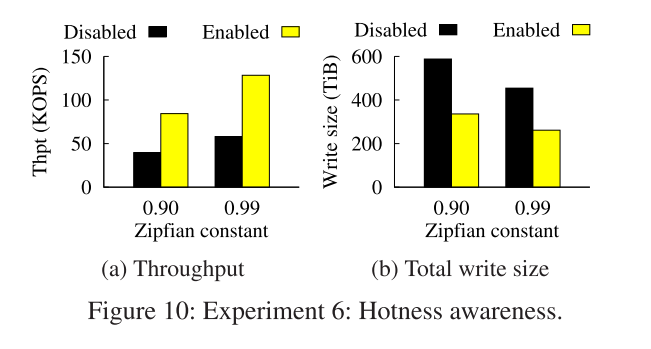 Disabled Enabled
150
100
50
0
Thpt (KOPS)
0.90 0.99
Zipfian constant
(a) Throughput
Disabled Enabled
600
400
200
0
Write size (TiB)
0.90 0.99
Zipfian constant
(b) Total write size
Figure 10: Experiment 6: Hotness awareness.